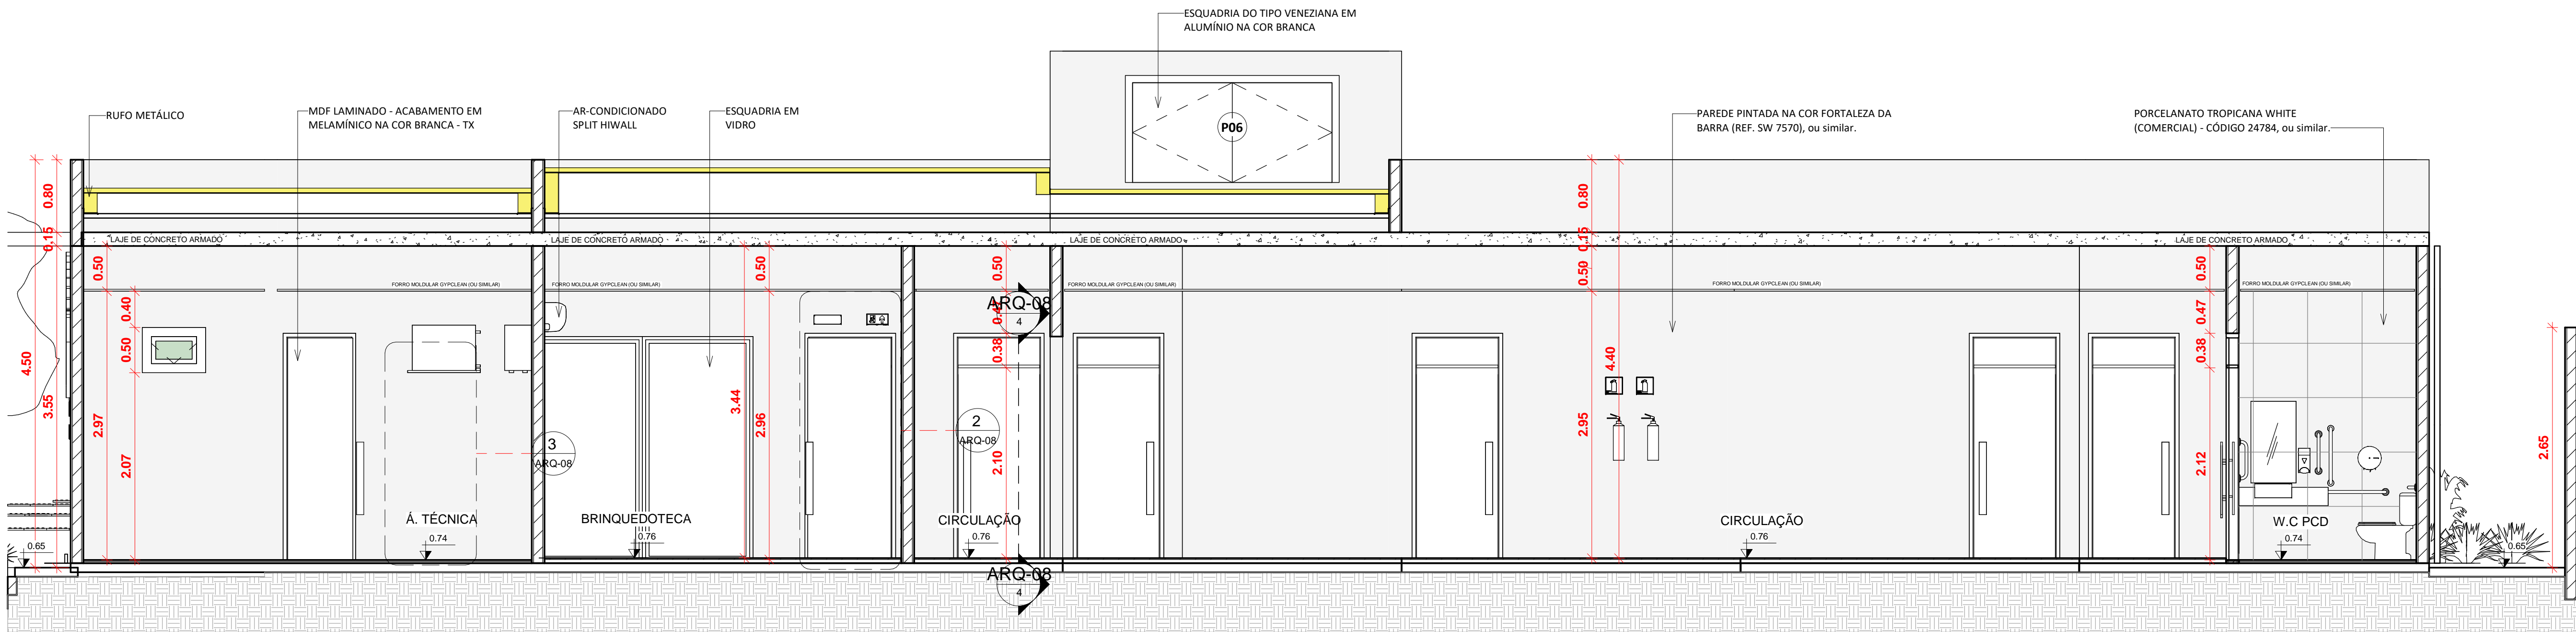 ESQUADRIA DO TIPO VENEZIANA EM
ALUMÍNIO NA COR BRANCA
RUFO METÁLICO
MDF LAMINADO - ACABAMENTO EM
MELAMÍNICO NA COR BRANCA - TX
AR-CONDICIONADO
SPLIT HIWALL
ESQUADRIA EM
VIDRO
P06
PAREDE PINTADA NA COR FORTALEZA DA
BARRA (REF. SW 7570), ou similar.
PORCELANATO TROPICANA WHITE
(COMERCIAL) - CÓDIGO 24784, ou similar.
0.80
0.80
0.15
0.15
LAJE DE CONCRETO ARMADO
LAJE DE CONCRETO ARMADO
LAJE DE CONCRETO ARMADO
LAJE DE CONCRETO ARMADO
0.50
0.50
0.50
0.50
0.50
FORRO MOLDULAR GYPCLEAN (OU SIMILAR)
FORRO MOLDULAR GYPCLEAN (OU SIMILAR)
FORRO MOLDULAR GYPCLEAN (OU SIMILAR)
FORRO MOLDULAR GYPCLEAN (OU SIMILAR)
FORRO MOLDULAR GYPCLEAN (OU SIMILAR)
ARQ-08
4
0.40
0.47
0.50
0.38
0.38
4.50
3.55
2.97
2.07
3.44
2.96
2.10
4.40
2.95
2.12
2.65
3
ARQ-08
2
ARQ-08
Á. TÉCNICA
BRINQUEDOTECA
CIRCULAÇÃO
CIRCULAÇÃO
W.C PCD
0.65
0.74
0.76
0.76
0.76
0.74
0.65
ARQ-08
4